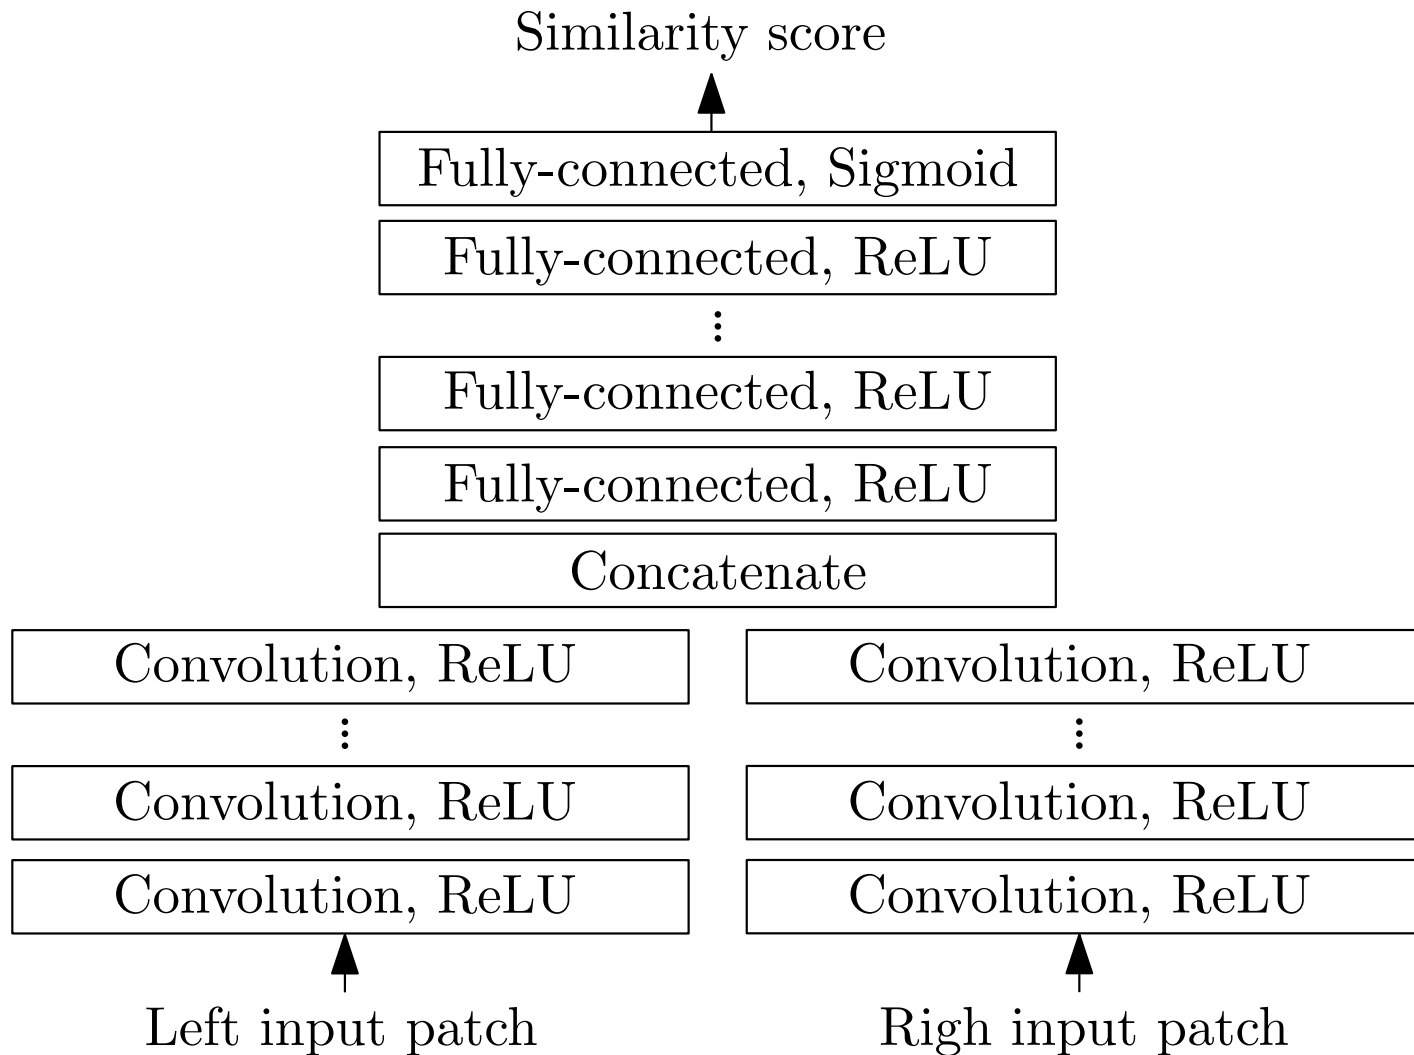 Similarity score
Fully-connected, Sigmoid
Fully-connected, ReLU
Fully-connected, ReLU
Fully-connected, ReLU
Concatenate
Convolution, ReLU
Convolution, ReLU
Convolution, ReLU
Convolution, ReLU
Convolution, ReLU
Convolution, ReLU
Left input patch
Righ input patch